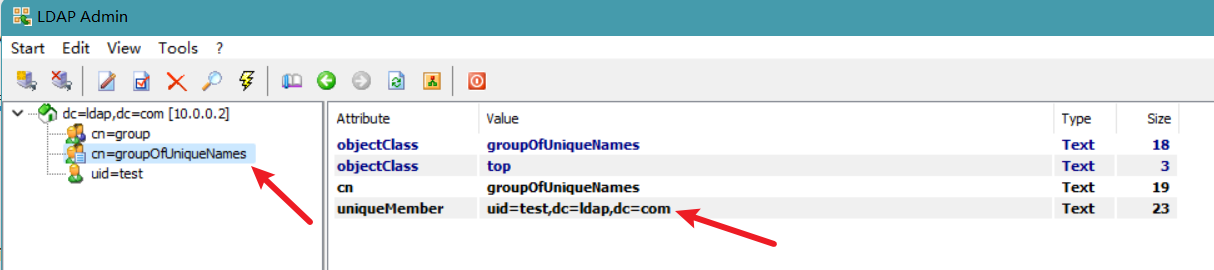 LDAP Admin
Start Edit View Tools ?
dc=ldap,dc=com [10.0.0.2]
cn=group
cn=groupOfUniqueNames
uid=test
Attribute Value Type Size
objectClass groupOfUniqueNames Text 18
objectClass top Text 3
cn groupOfUniqueNames Text 19
uniqueMember uid=test,dc=ldap,dc=com Text 23